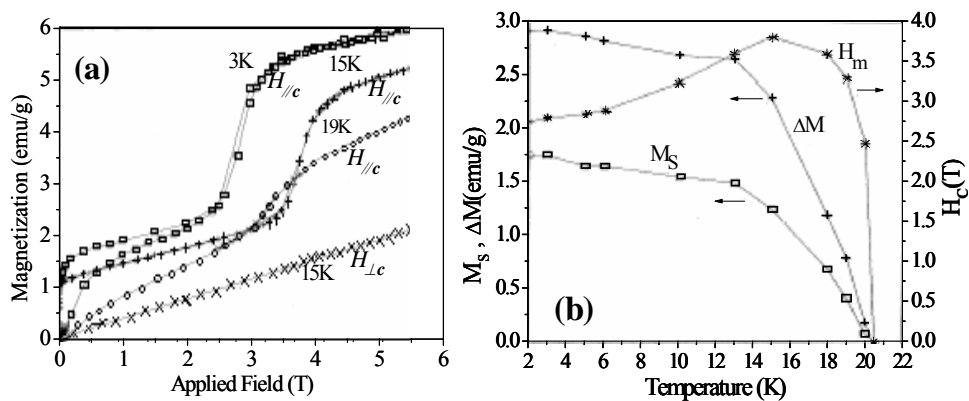 (a)
6
5
4
3
2
1
0
Magnetization (emu/g)
3K
H//c
15K
H//c
19K
H//c
15K
H⊥c
0 1 2 3 4 5 6
Applied Field (T)
(b)
3.0
2.5
2.0
1.5
1.0
0.5
0.0
Ms , ΔM(emu/g)
Hm
ΔM
MS
4.0
3.5
3.0
2.5
2.0
1.5
1.0
0.5
0.0
Hc(T)
2 4 6 8 10 12 14 16 18 20 22
Temperature (K)